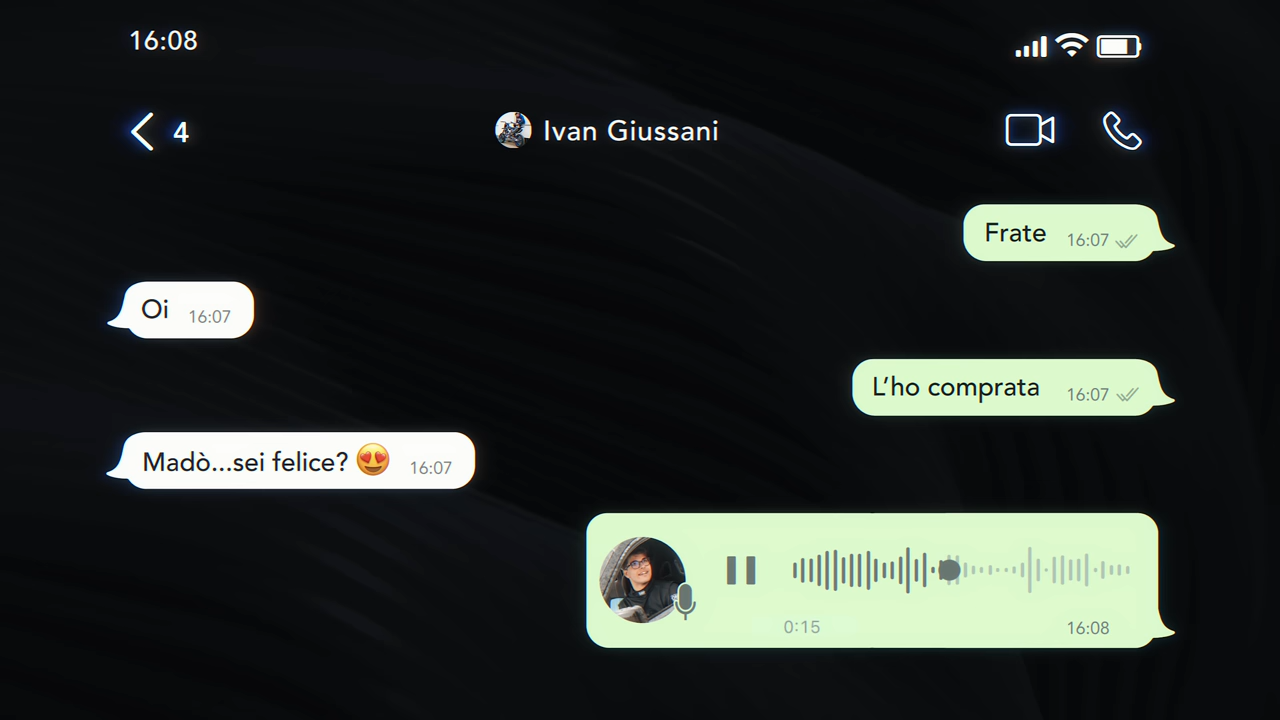 16:08
4
Ivan Giussani
Frate 16:07
Oi 16:07
L'ho comprata 16:07
Madò...sei felice? 😍 16:07
0:15 16:08